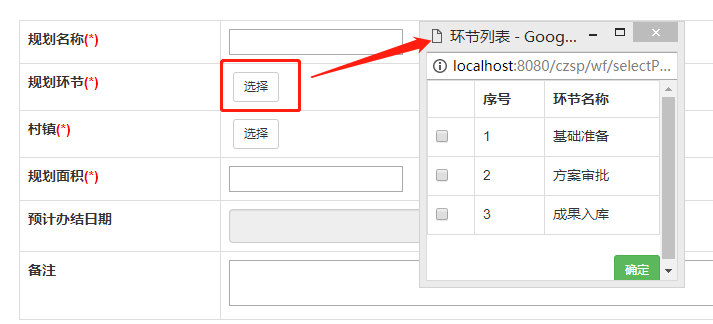 规划名称(*)
规划环节(*)
选择
村镇(*)
选择
规划面积(*)
预计办结日期
备注
环节列表 - Goog...
localhost:8080/czsp/wf/selectP...
序号 环节名称
1 基础准备
2 方案审批
3 成果入库
确定